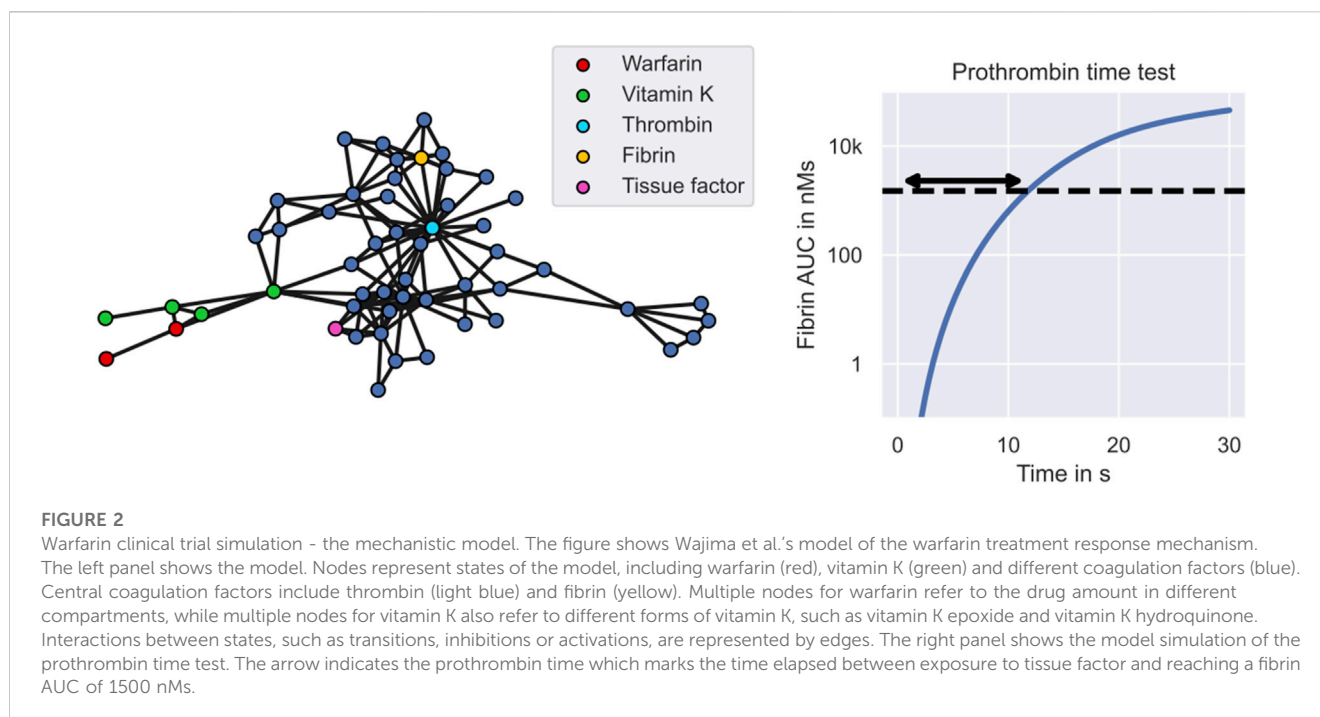 Warfarin
Vitamin K
Thrombin
Fibrin
Tissue factor
Prothrombin time test
Fibrin AUC in nMs
10k
100
1
0 10 20 30
Time in s
FIGURE 2
Warfarin clinical trial simulation - the mechanistic model. The figure shows Wajima et al.'s model of the warfarin treatment response mechanism.
The left panel shows the model. Nodes represent states of the model, including warfarin (red), vitamin K (green) and different coagulation factors (blue).
Central coagulation factors include thrombin (light blue) and fibrin (yellow). Multiple nodes for warfarin refer to the drug amount in different
compartments, while multiple nodes for vitamin K also refer to different forms of vitamin K, such as vitamin K epoxide and vitamin K hydroquinone.
Interactions between states, such as transitions, inhibitions or activations, are represented by edges. The right panel shows the model simulation of the
prothrombin time test. The arrow indicates the prothrombin time which marks the time elapsed between exposure to tissue factor and reaching a fibrin
AUC of 1500 nMs.